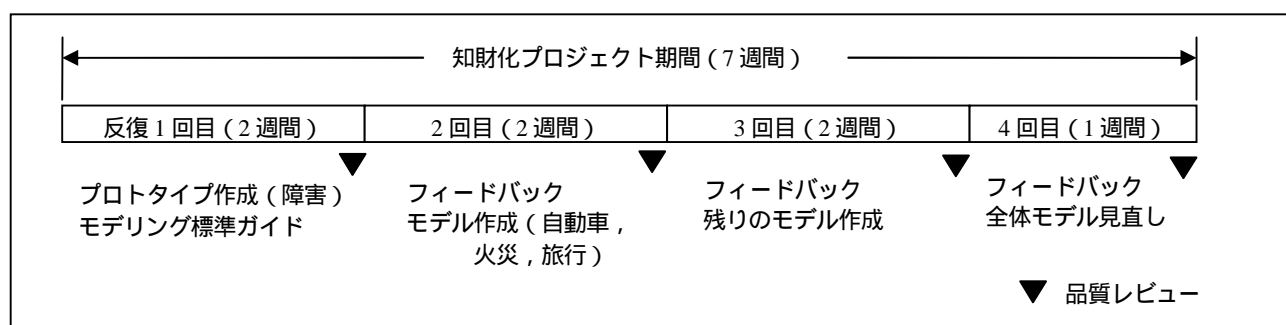 知財化プロジェクト期間(7週間)
反復1回目(2週間) 2回目(2週間) 3回目(2週間) 4回目(1週間)
プロトタイプ作成(障害) フィードバック フィードバック フィードバック
モデリング標準ガイド モデル作成(自動車, 残りのモデル作成 全体モデル見直し
火災,旅行)
▼ 品質レビュー